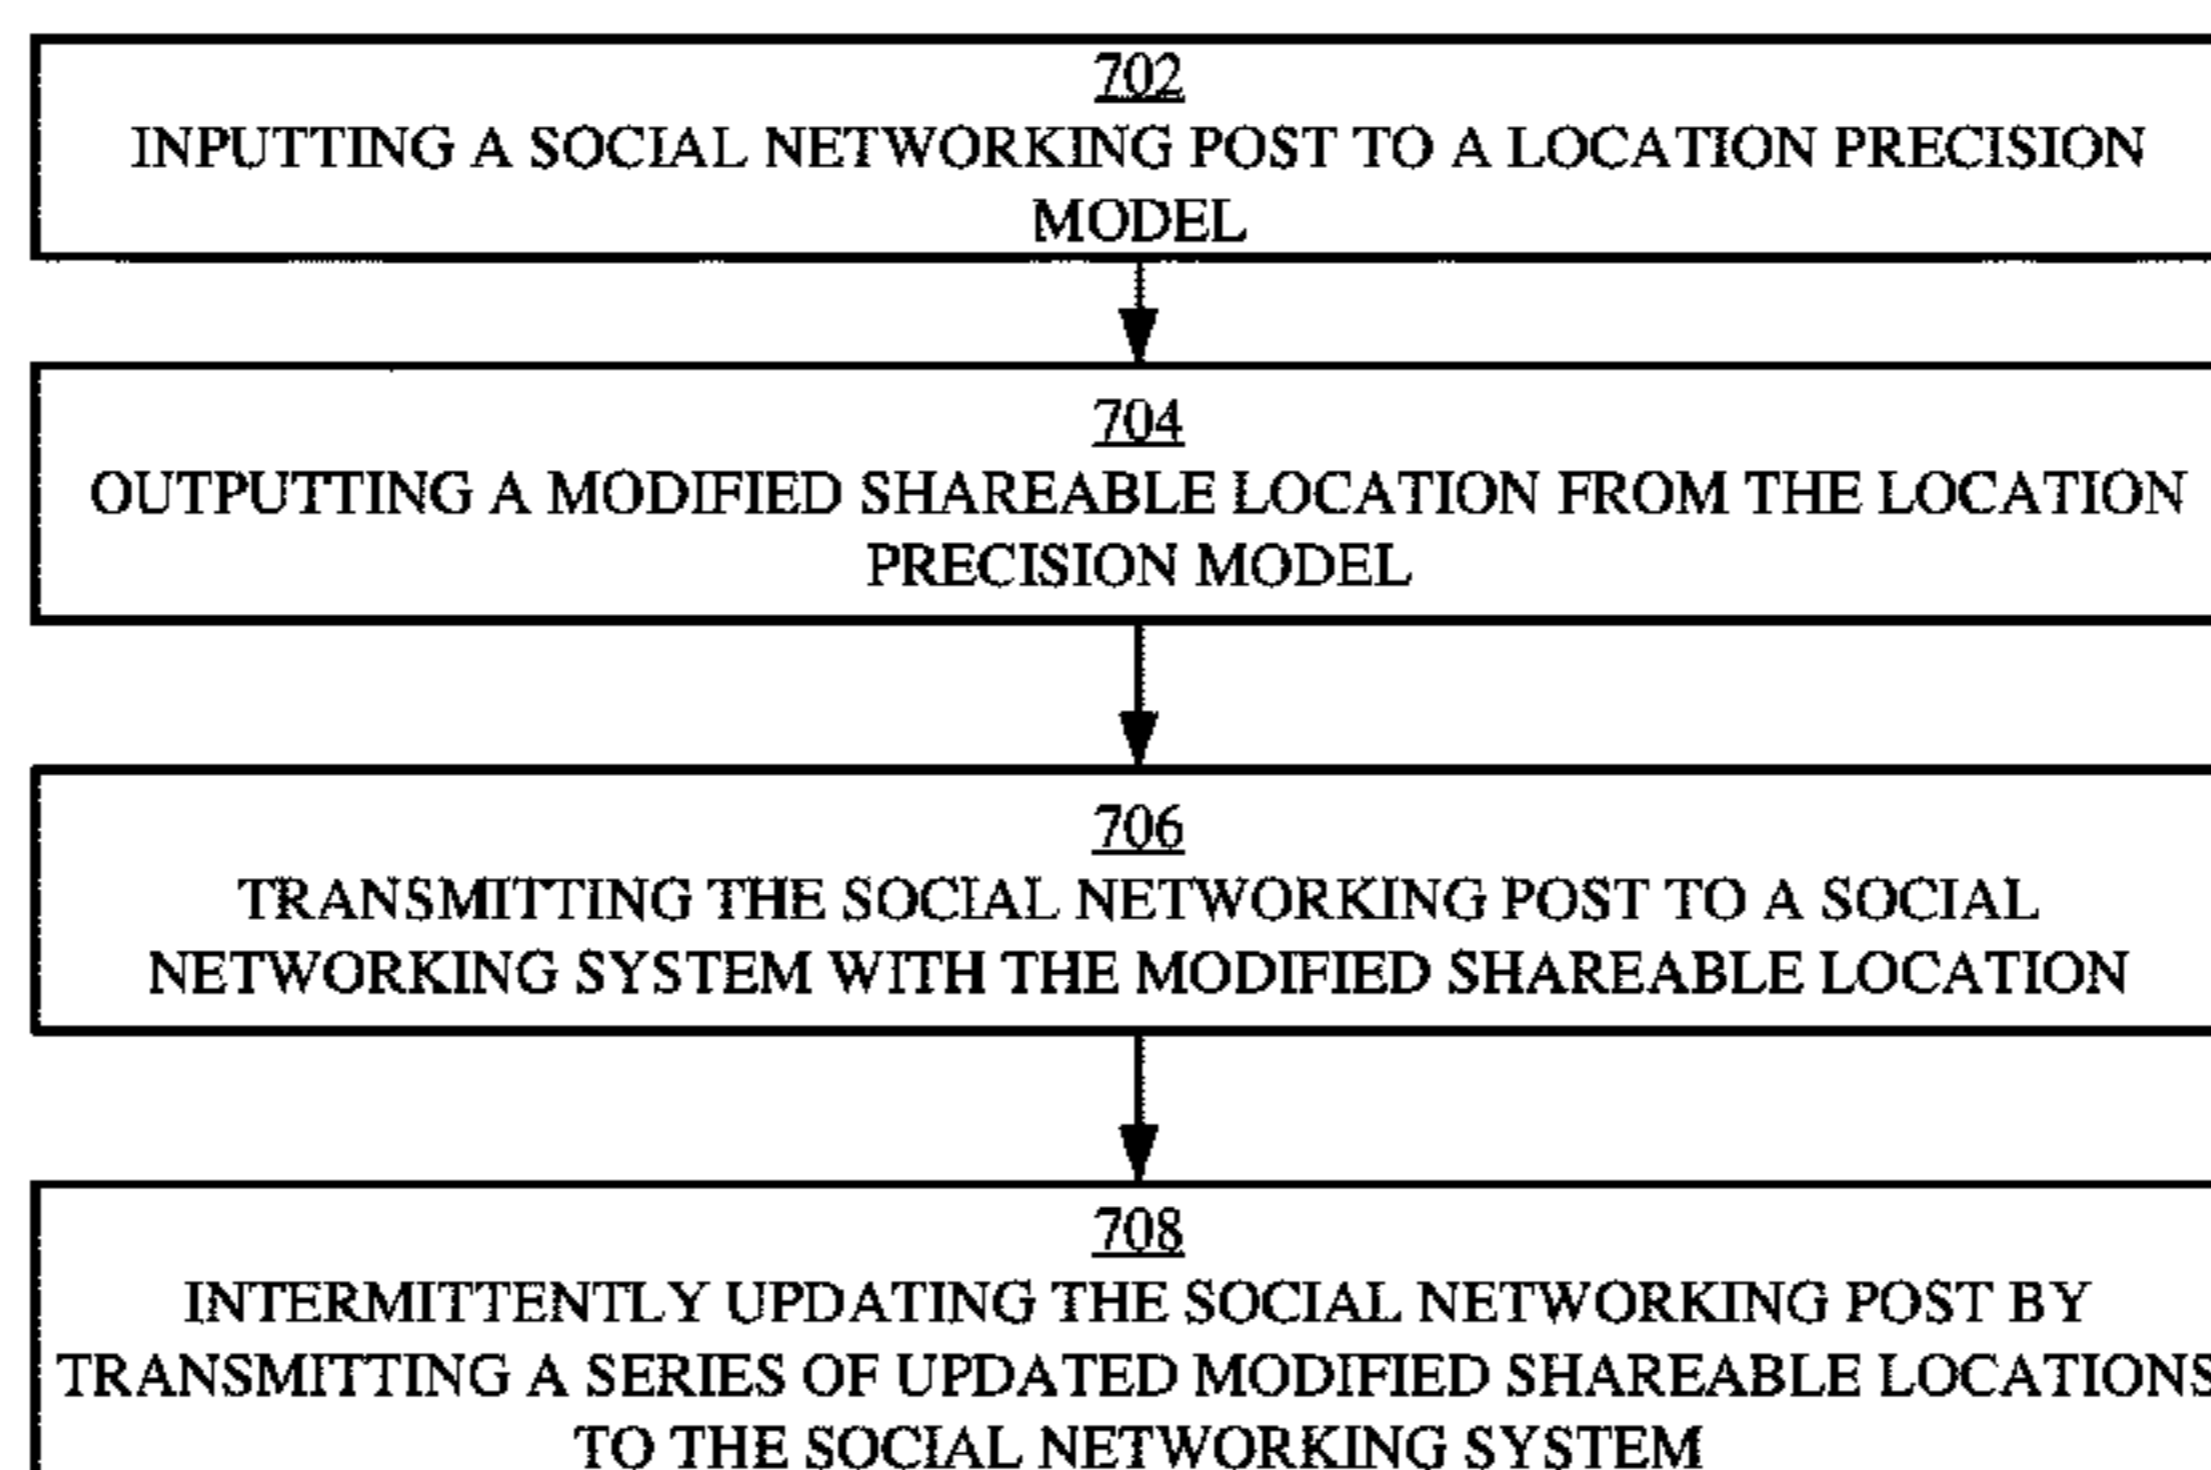 702
INPUTTING A SOCIAL NETWORKING POST TO A LOCATION PRECISION
MODEL
704
OUTPUTTING A MODIFIED SHAREABLE LOCATION FROM THE LOCATION
PRECISION MODEL
706
TRANSMITTING THE SOCIAL NETWORKING POST TO A SOCIAL
NETWORKING SYSTEM WITH THE MODIFIED SHAREABLE LOCATION
708
INTERMITTENTLY UPDATING THE SOCIAL NETWORKING POST BY
TRANSMITTING A SERIES OF UPDATED MODIFIED SHAREABLE LOCATIONS
TO THE SOCIAL NETWORKING SYSTEM